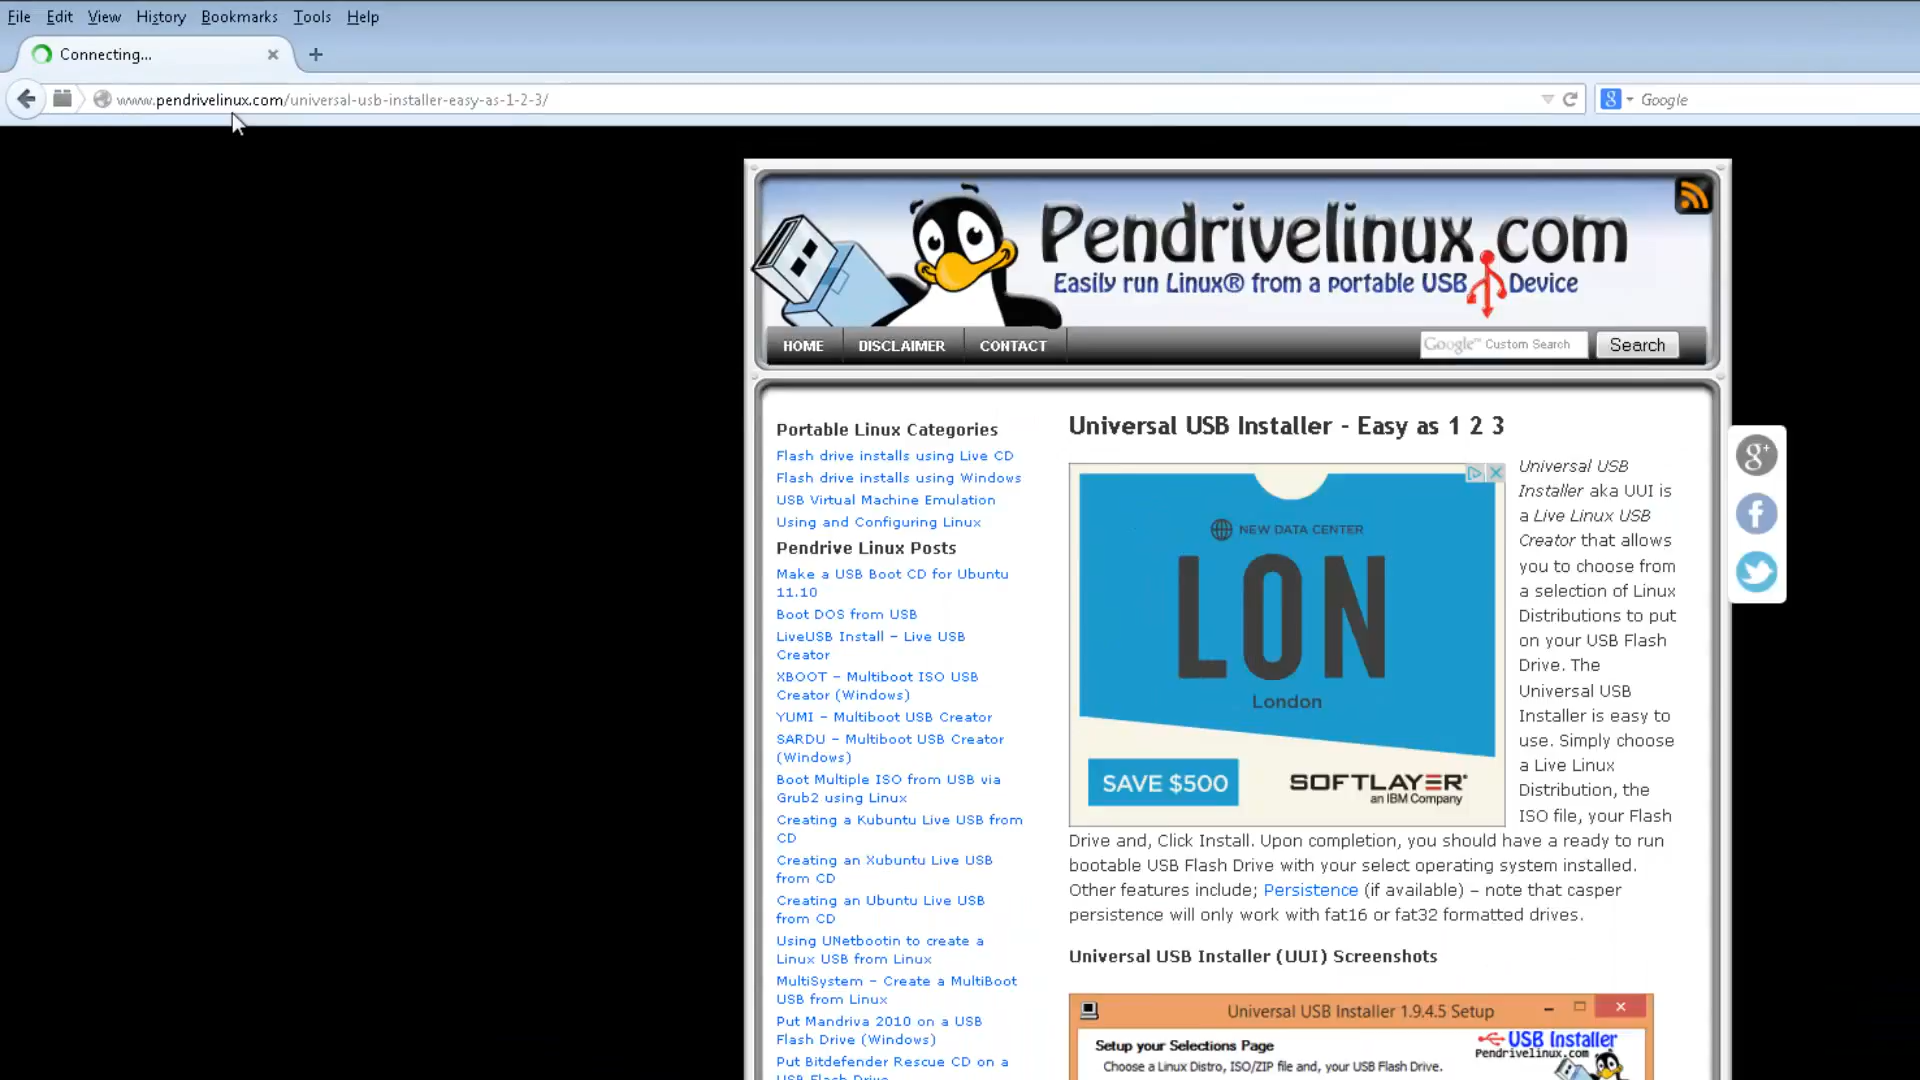 File Edit View History Bookmarks Tools Help
Connecting...
www.pendrivelinux.com/universal-usb-installer-easy-as-1-2-3/
Google
Pendrivelinux.com
Easily run Linux® from a portable USB Device
HOME DISCLAIMER CONTACT
Google™ Custom Search
Search
Portable Linux Categories
Flash drive installs using Live CD
Flash drive installs using Windows
USB Virtual Machine Emulation
Using and Configuring Linux
Pendrive Linux Posts
Make a USB Boot CD for Ubuntu
11.10
Boot DOS from USB
LiveUSB Install – Live USB
Creator
XBOOT – Multiboot ISO USB
Creator (Windows)
YUMI – Multiboot USB Creator
SARDU – Multiboot USB Creator
(Windows)
Boot Multiple ISO from USB via
Grub2 using Linux
Creating a Kubuntu Live USB from
CD
Creating an Xubuntu Live USB
from CD
Creating an Ubuntu Live USB
from CD
Using UNetbootin to create a
Linux USB from Linux
MultiSystem – Create a MultiBoot
USB from Linux
Put Mandriva 2010 on a USB
Flash Drive (Windows)
Put Bitdefender Rescue CD on a
USB Flash Drive
Universal USB Installer – Easy as 1 2 3
NEW DATA CENTER
LON
London
SAVE $500
SOFTLAYER®
an IBM Company
Universal USB
Installer aka UUI is
a Live Linux USB
Creator that allows
you to choose from
a selection of Linux
Distributions to put
on your USB Flash
Drive. The
Universal USB
Installer is easy to
use. Simply choose
a Live Linux
Distribution, the
ISO file, your Flash
Drive and, Click Install. Upon completion, you should have a ready to run
bootable USB Flash Drive with your select operating system installed.
Other features include; Persistence (if available) – note that casper
persistence will only work with fat16 or fat32 formatted drives.
Universal USB Installer (UUI) Screenshots
Universal USB Installer 1.9.4.5 Setup
Setup your Selections Page
Choose a Linux Distro, ISO/ZIP file and, your USB Flash Drive.
USB Installer
Pendrivelinux.com
g+